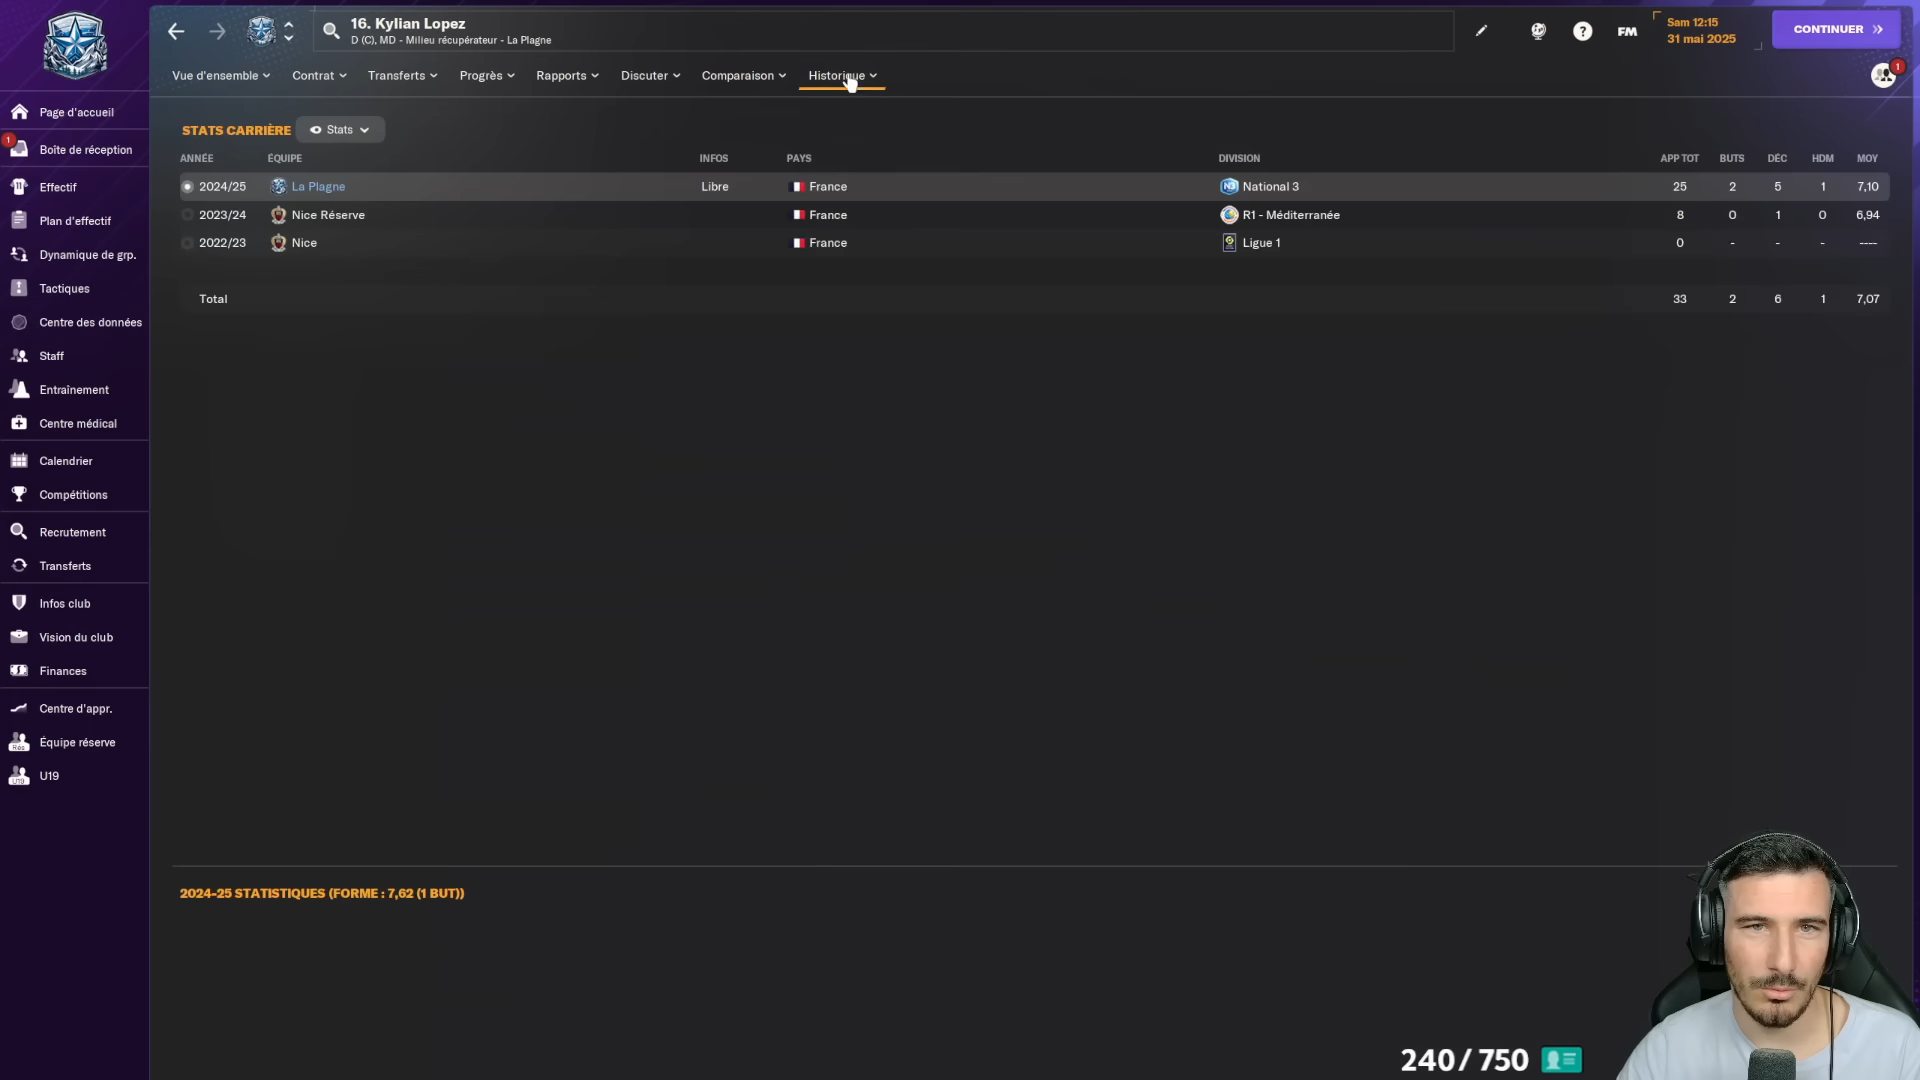 16. Kylian Lopez
D (C), MD - Milieu récupérateur - La Plagne
FM
Sam 12:15
31 mai 2025
CONTINUER
Vue d'ensemble
Contrat
Transferts
Progrès
Rapports
Discuter
Comparaison
Historique
1
Page d'accueil
1
Boîte de réception
Effectif
Plan d'effectif
Dynamique de grp.
Tactiques
Centre des données
Staff
Entraînement
Centre médical
Calendrier
Compétitions
Recrutement
Transferts
Infos club
Vision du club
Finances
Centre d'appr.
Équipe réserve
U19
STATS CARRIÈRE
Stats
ANNÉE ÉQUIPE INFOS PAYS DIVISION APP TOT BUTS DÉC HDM MOY
2024/25 La Plagne Libre France National 3 25 2 5 1 7,10
2023/24 Nice Réserve France R1 - Méditerranée 8 0 1 0 6,94
2022/23 Nice France Ligue 1 0 - - - ----
Total 33 2 6 1 7,07
2024-25 STATISTIQUES (FORME : 7,62 (1 BUT))
240/750